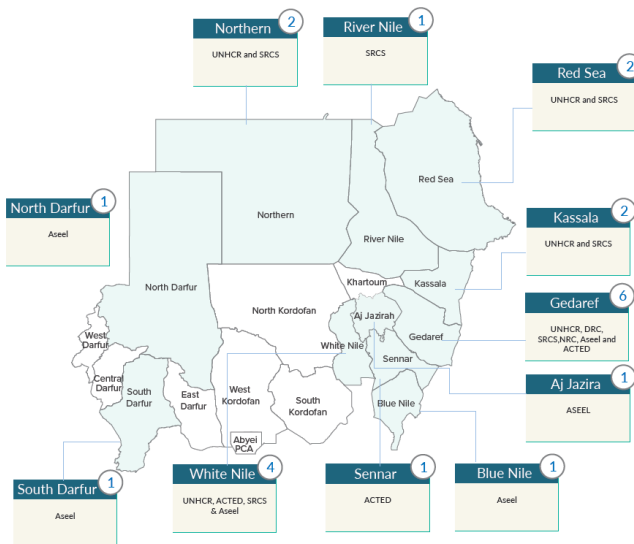 Northern
2
UNHCR and SRCS
River Nile
1
SRCS
Red Sea
2
UNHCR and SRCS
North Darfur
1
Aseel
Kassala
2
UNHCR and SRCS
Gedaref
6
UNHCR, DRC,
SRCS,NRC, Aseel and
ACTED
Aj Jazira
1
ASEEL
Red Sea
Northern
River Nile
Khartoum
Kassala
North Darfur
North Kordofan
Aj Jazirah
Gedaref
White Nile
Sennar
West
Darfur
Central
Darfur
South
Darfur
East
Darfur
West
Kordofan
South
Kordofan
Blue Nile
Abyei
PCA
South Darfur
1
Aseel
White Nile
4
UNHCR, ACTED, SRCS
& Aseel
Sennar
1
ACTED
Blue Nile
1
Aseel